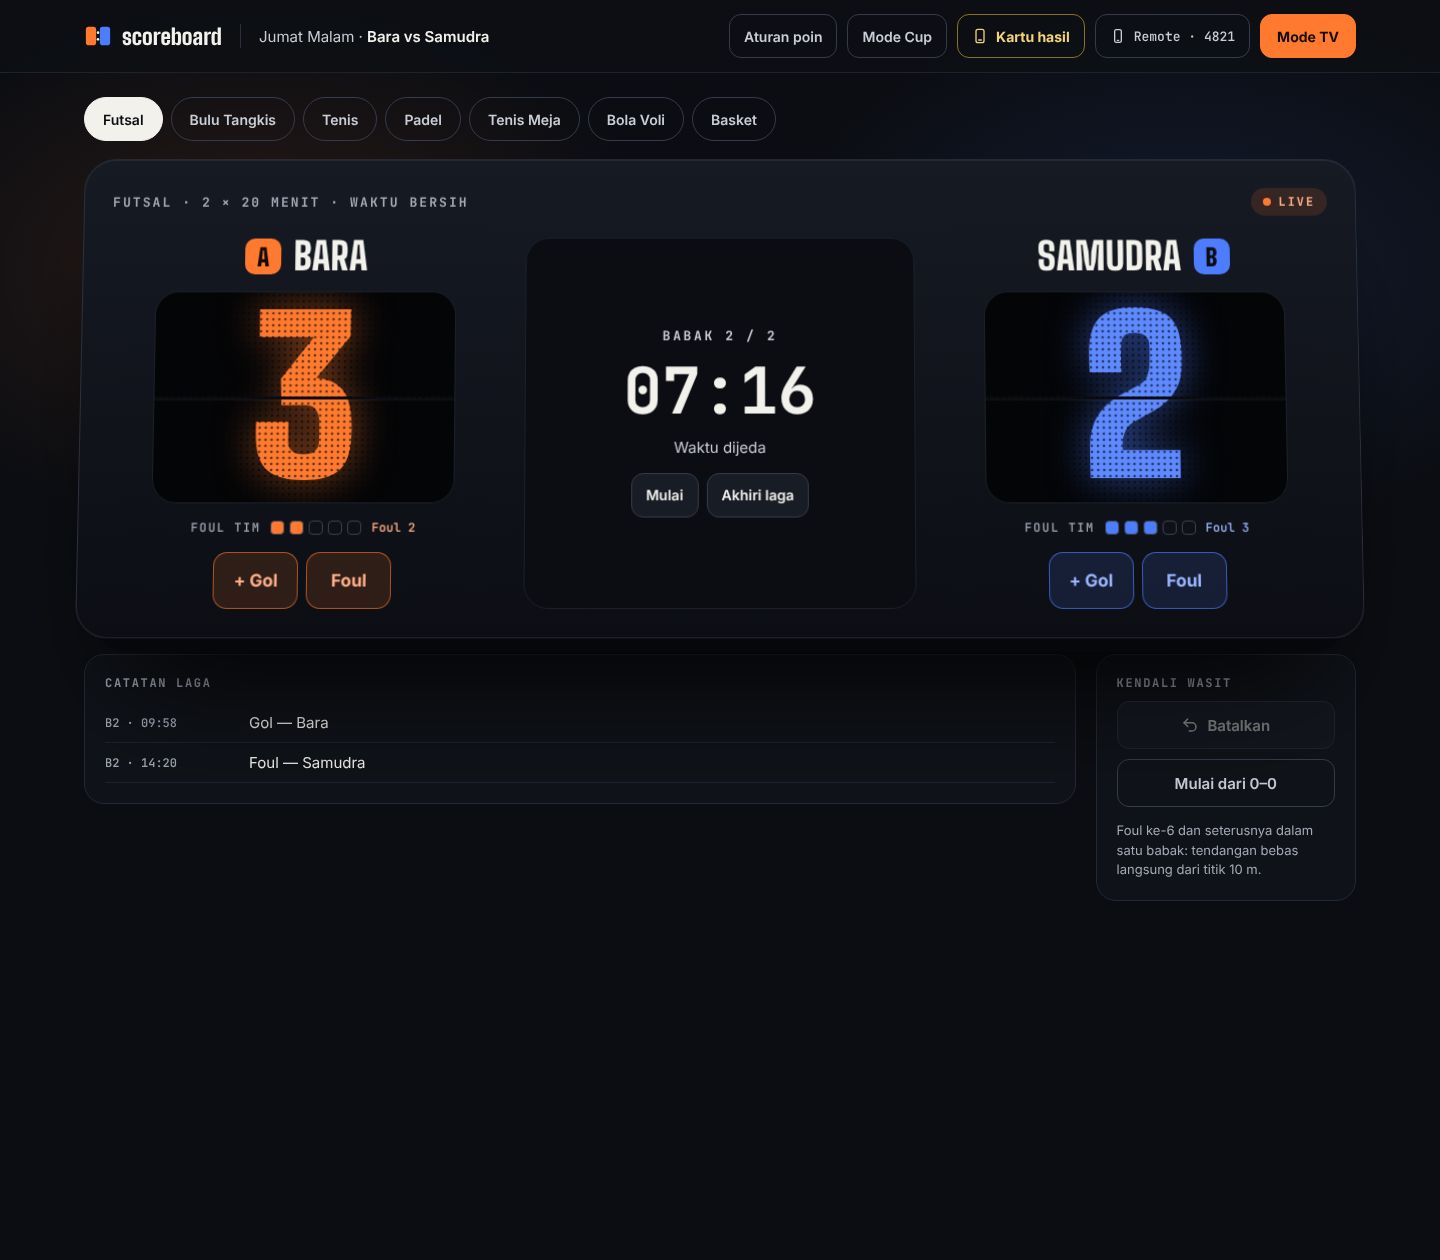 scoreboard
Jumat Malam · Bara vs Samudra
Aturan poin
Mode Cup
Kartu hasil
Remote · 4821
Mode TV
Futsal
Bulu Tangkis
Tenis
Padel
Tenis Meja
Bola Voli
Basket
FUTSAL · 2 × 20 MENIT · WAKTU BERSIH
LIVE
A BARA
SAMUDRA B
3
BABAK 2 / 2
07:16
Waktu dijeda
Mulai
Akhiri laga
2
FOUL TIM Foul 2
FOUL TIM Foul 3
+ Gol
Foul
+ Gol
Foul
CATATAN LAGA
B2 · 09:58 Gol — Bara
B2 · 14:20 Foul — Samudra
KENDALI WASIT
Batalkan
Mulai dari 0–0
Foul ke-6 dan seterusnya dalam
satu babak: tendangan bebas
langsung dari titik 10 m.